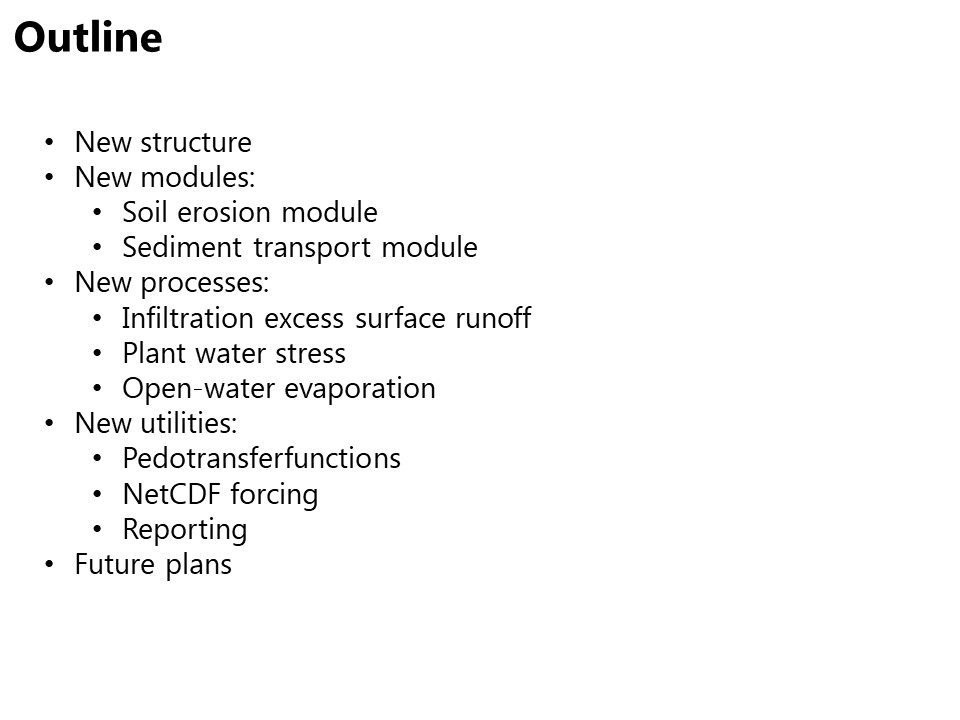 Outline
• New structure
• New modules:
• Soil erosion module
• Sediment transport module
• New processes:
• Infiltration excess surface runoff
• Plant water stress
• Open-water evaporation
• New utilities:
• Pedotransferfunctions
• NetCDF forcing
• Reporting
• Future plans